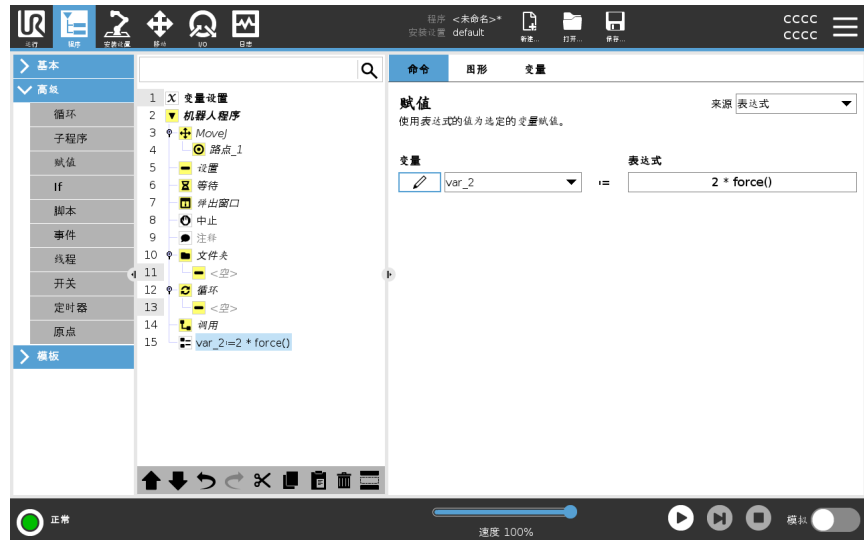 UR
运行
程序
安装设置
移动
I/O
日志
程序 <未命名>*
安装设置 default
新建...
打开...
保存...
cccc
cccc
基本
高级
循环
子程序
赋值
If
脚本
事件
线程
开关
定时器
原点
模板
1 X 变量设置
2 机器人程序
3 MoveJ
4 路点_1
5 设置
6 等待
7 弹出窗口
8 中止
9 注释
10 文件夹
11 <空>
12 循环
13 <空>
14 调用
15 var_2:=2 * force()
命令 图形 变量
赋值
来源 表达式
使用表达式的值为选定的变量赋值。
变量 表达式
var_2 := 2 * force()
正常
速度 100%
模拟